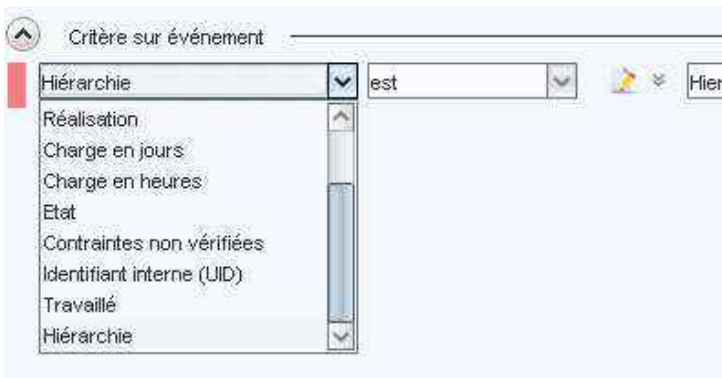 Critère sur événement
Hiérarchie est Hier
Réalisation
Charge en jours
Charge en heures
Etat
Contraintes non vérifiées
Identifiant interne (UID)
Travaillé
Hiérarchie